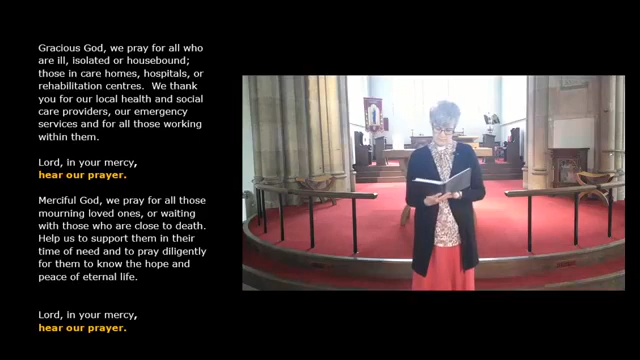 Gracious God, we pray for all who
are ill, isolated or housebound;
those in care homes, hospitals, or
rehabilitation centres.  We thank
you for our local health and social
care providers, our emergency
services and for all those working
within them.
Lord, in your mercy,
hear our prayer.
Merciful God, we pray for all those
mourning loved ones, or waiting
with those who are close to death.
Help us to support them in their
time of need and to pray diligently
for them to know the hope and
peace of eternal life.
Lord, in your mercy,
hear our prayer.